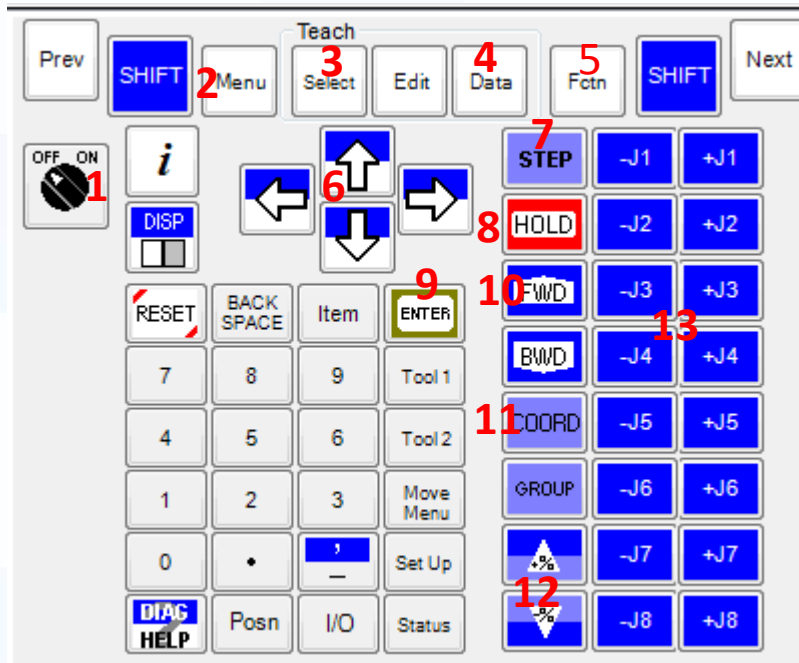 Teach
Prev SHIFT 2 Menu 3 Select Edit 4 Data 5 Fctn SHIFT Next
OFF ON 1
i
DISP
6
7 STEP -J1 +J1
8 HOLD -J2 +J2
RESET BACK SPACE Item 9 ENTER 10 FWD -J3 +J3
13
7 8 9 Tool 1 BWD -J4 +J4
4 5 6 Tool 2 11 COORD -J5 +J5
1 2 3 Move Menu GROUP -J6 +J6
0 • , _ Set Up +% -J7 +J7
12
DIAG HELP Posn I/O Status -% -J8 +J8